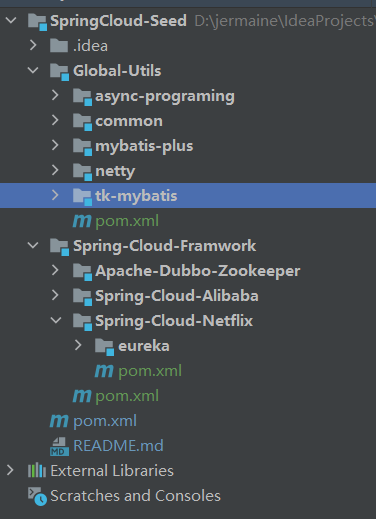 SpringCloud-Seed D:\jermaine\IdeaProjects\
.idea
Global-Utils
async-programing
common
mybatis-plus
netty
tk-mybatis
m pom.xml
Spring-Cloud-Framwork
Apache-Dubbo-Zookeeper
Spring-Cloud-Alibaba
Spring-Cloud-Netflix
eureka
m pom.xml
m pom.xml
m pom.xml
MD README.md
External Libraries
Scratches and Consoles